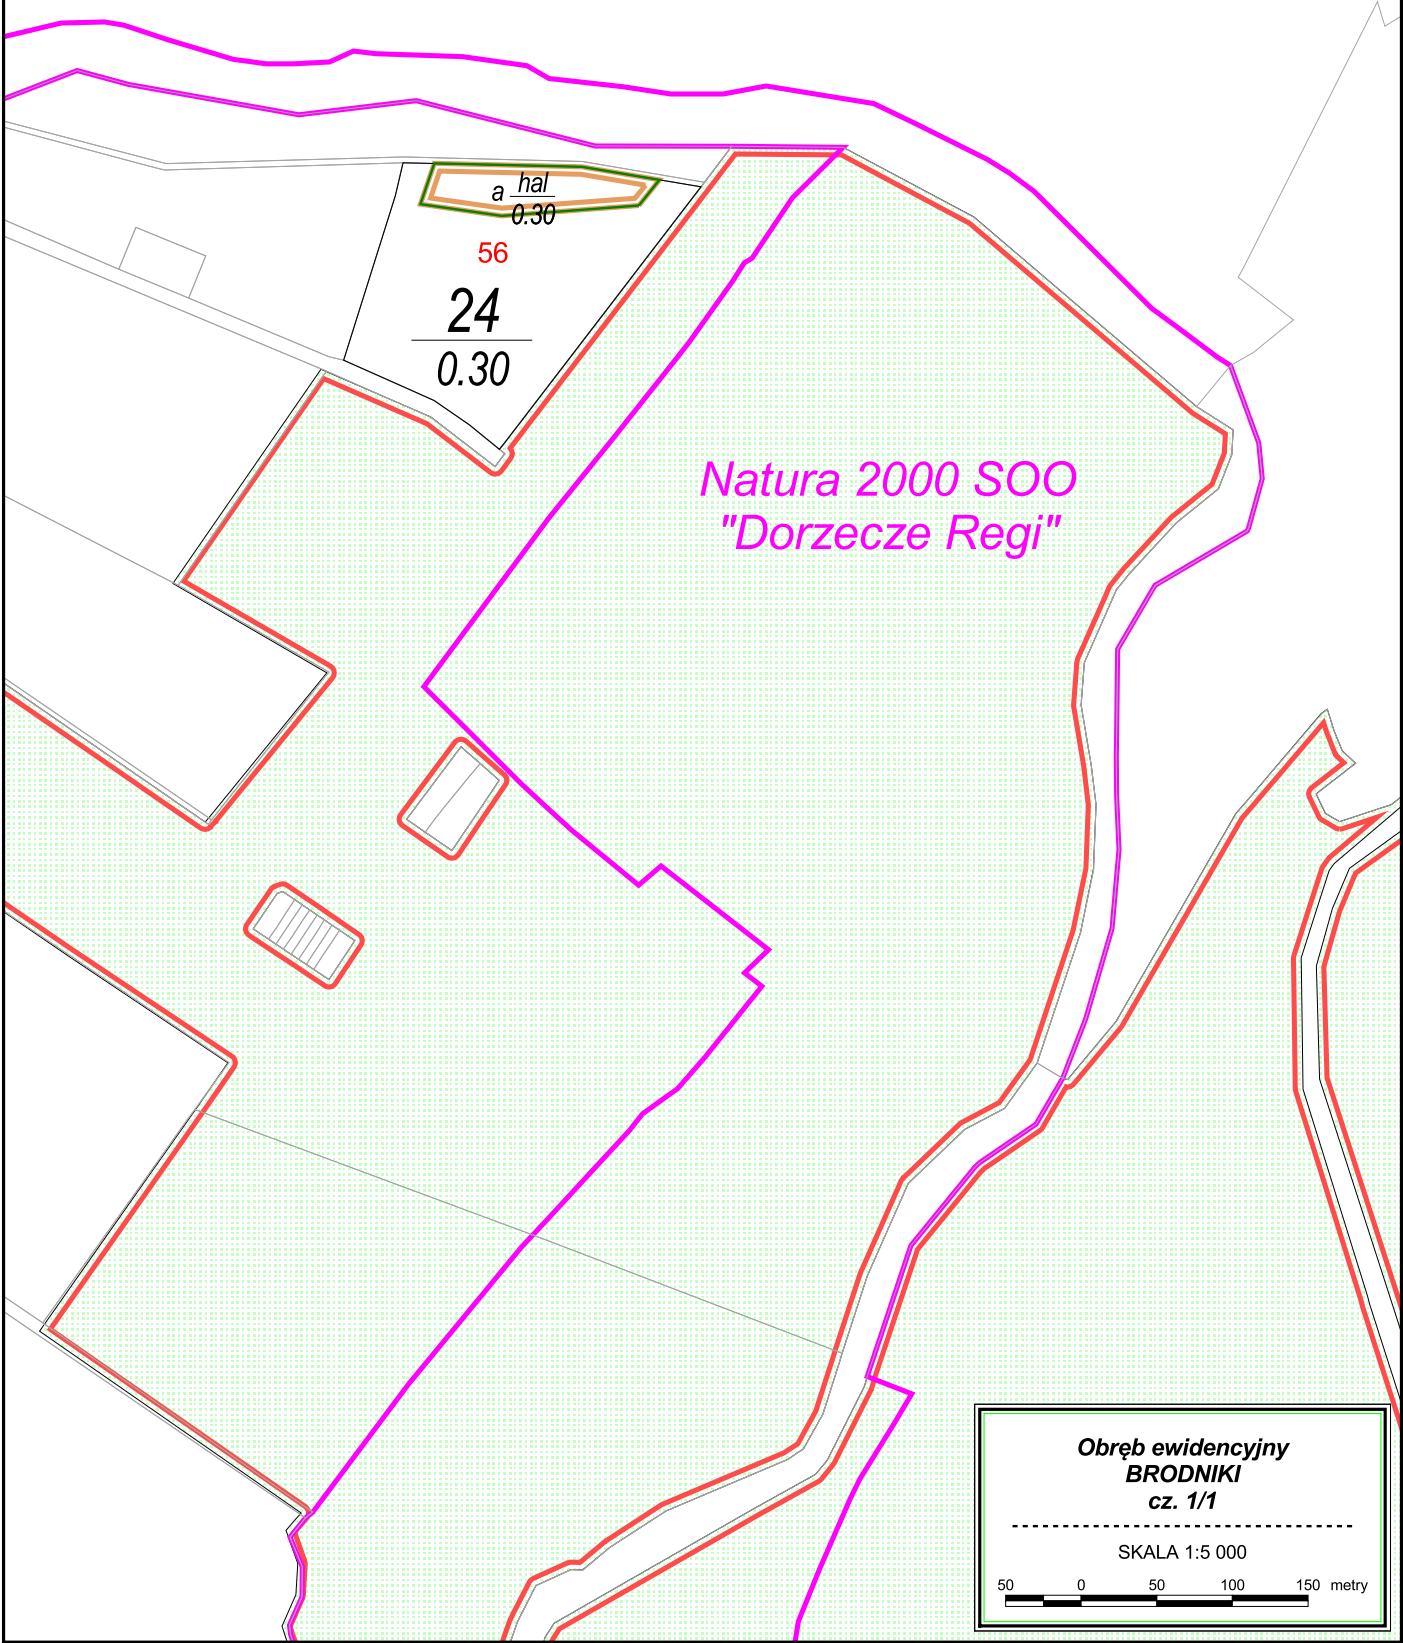 a hal
0.30
56
24
0.30
Natura 2000 SOO
"Dorzecze Regi"
Obręb ewidencyjny
BRODNIKI
cz. 1/1
SKALA 1:5 000
50 0 50 100 150 metry